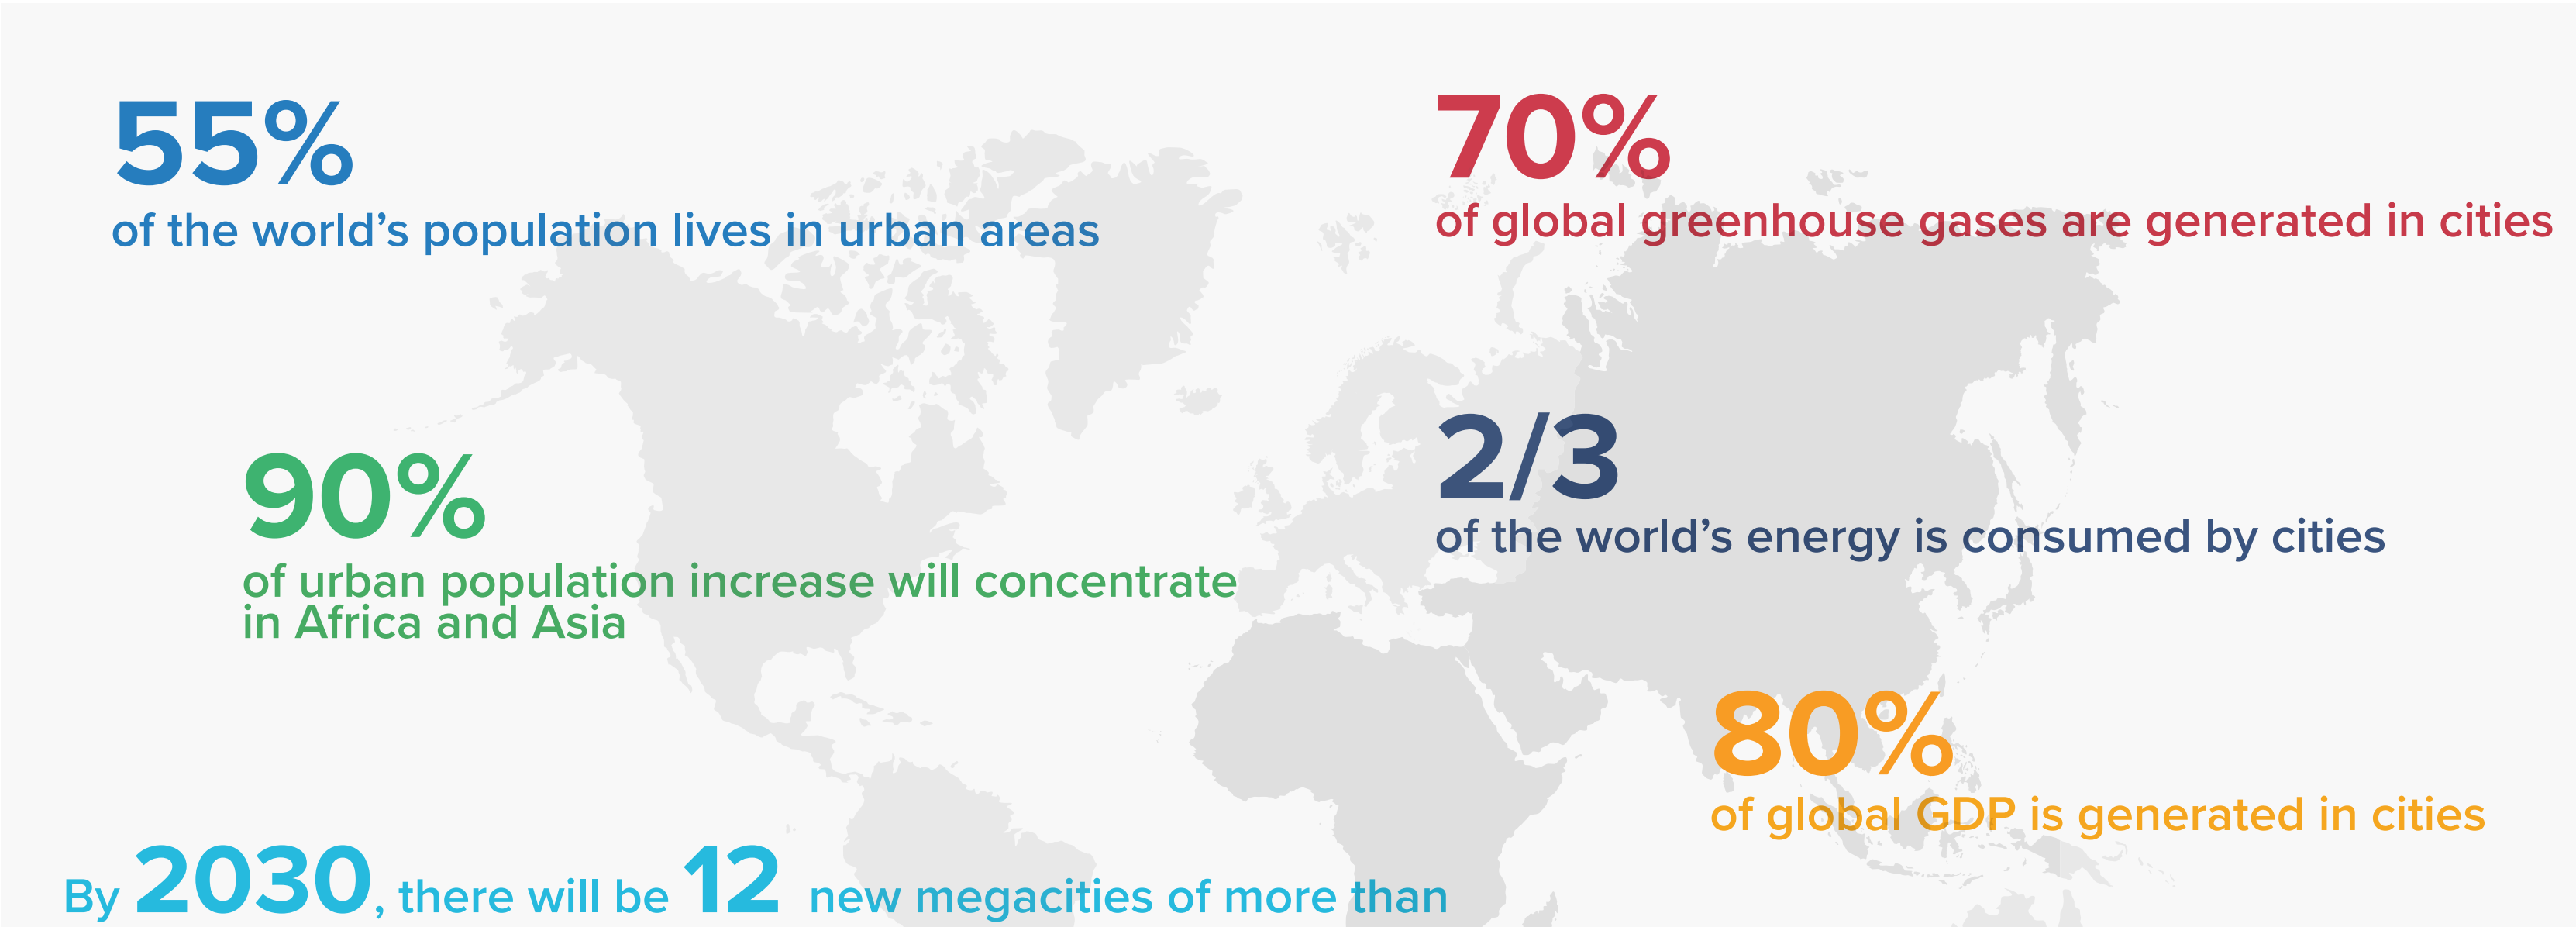 55%
of the world’s population lives in urban areas
70%
of global greenhouse gases are generated in cities
90%
of urban population increase will concentrate
in Africa and Asia
2/3
of the world’s energy is consumed by cities
80%
of global GDP is generated in cities
By 2030, there will be 12 new megacities of more than